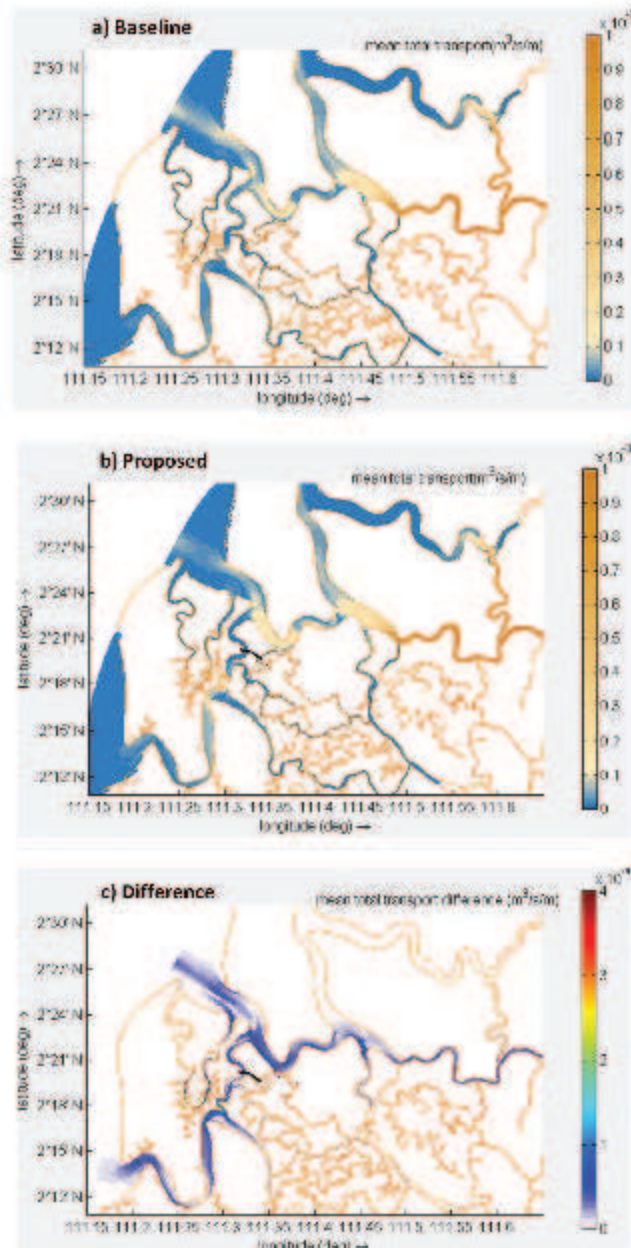 a) Baseline
mean total transport(m³/s/m)
2°30' N
2°27' N
2°24' N
2°21' N
2°18' N
2°15' N
2°12' N
latitude (deg) →
111.15 111.2 111.25 111.3 111.35 111.4 111.45 111.5 111.55 111.6
longitude (deg) →
1
0.9
0.8
0.7
0.6
0.5
0.4
0.3
0.2
0.1
0
b) Proposed
mean total transport(m³/s/m)
2°30' N
2°27' N
2°24' N
2°21' N
2°18' N
2°15' N
2°12' N
latitude (deg) →
111.15 111.2 111.25 111.3 111.35 111.4 111.45 111.5 111.55 111.6
longitude (deg) →
1
0.9
0.8
0.7
0.6
0.5
0.4
0.3
0.2
0.1
0
c) Difference
mean total transport difference (m³/s/m)
2°30' N
2°27' N
2°24' N
2°21' N
2°18' N
2°15' N
2°12' N
latitude (deg) →
111.15 111.2 111.25 111.3 111.35 111.4 111.45 111.5 111.55 111.6
longitude (deg) →
4
3
2
1
0